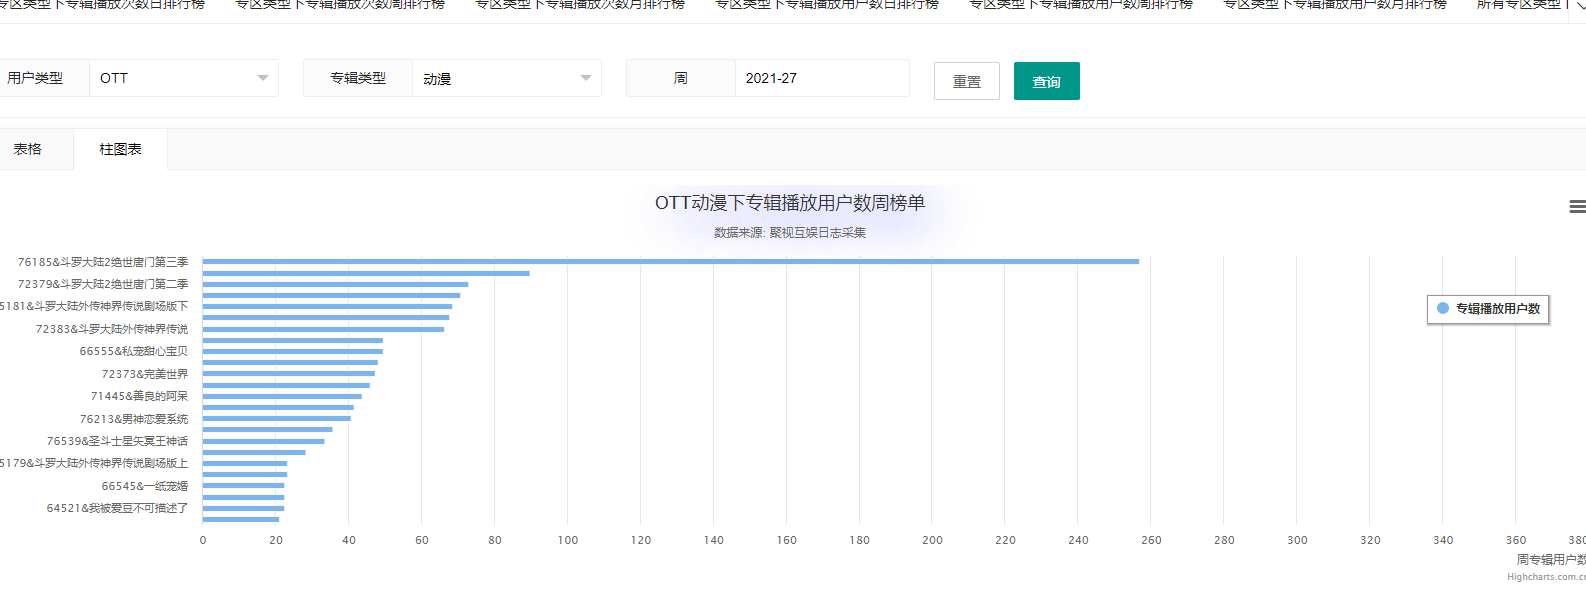 专区类型下专辑播放次数日排行榜 专区类型下专辑播放次数周排行榜 专区类型下专辑播放次数月排行榜 专区类型下专辑播放用户数日排行榜 专区类型下专辑播放用户数周排行榜 专区类型下专辑播放用户数月排行榜 所有专区类型下
用户类型 OTT 专辑类型 动漫 周 2021-27 重置 查询
表格 柱图表
OTT动漫下专辑播放用户数周榜单
数据来源: 聚视互娱日志采集
76185&斗罗大陆2绝世唐门第三季
72379&斗罗大陆2绝世唐门第二季
5181&斗罗大陆外传神界传说剧场版下
专辑播放用户数
72383&斗罗大陆外传神界传说
66555&私宠甜心宝贝
72373&完美世界
71445&善良的阿呆
76213&男神恋爱系统
76539&圣斗士星矢冥王神话
5179&斗罗大陆外传神界传说剧场版上
66545&一纸宠婚
64521&我被爱豆不可描述了
0 20 40 60 80 100 120 140 160 180 200 220 240 260 280 300 320 340 360 380
周专辑用户数
Highcharts.com.cn